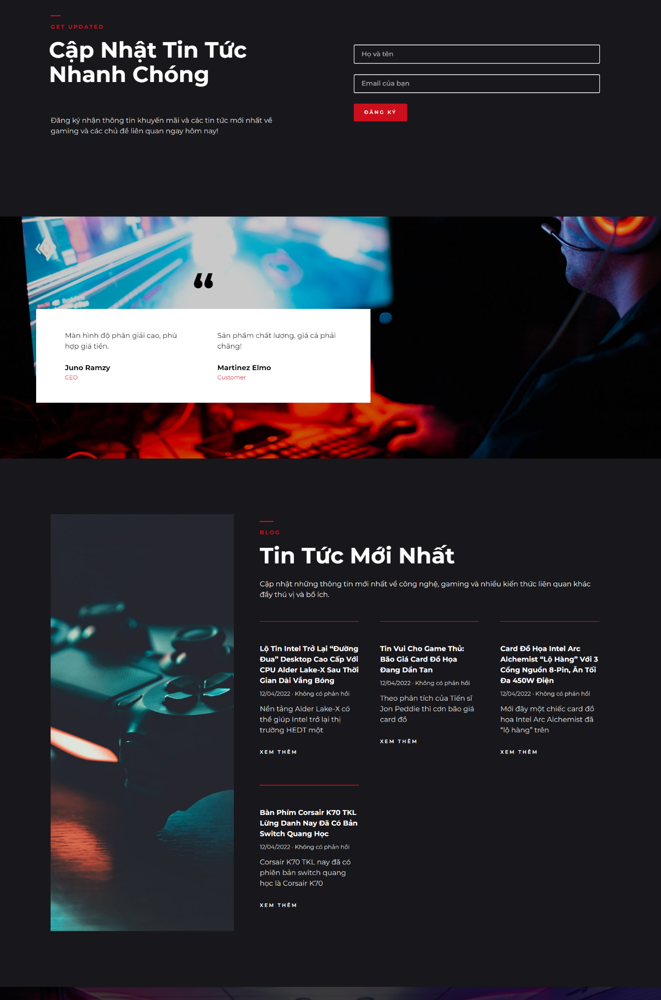 GET UPDATED
Cập Nhật Tin Tức
Nhanh Chóng
Đăng ký nhận thông tin khuyến mãi và các tin tức mới nhất về
gaming và các chủ đề liên quan ngay hôm nay!
Họ và tên
Email của bạn
ĐĂNG KÝ
“
Màn hình độ phân giải cao, phù
hợp giá tiền.
Juno Ramzy
CEO
Sản phẩm chất lượng, giá cả phải
chăng!
Martinez Elmo
Customer
BLOG
Tin Tức Mới Nhất
Cập nhật những thông tin mới nhất về công nghệ, gaming và nhiều kiến thức liên quan khác
đầy thú vị và bổ ích.
Lộ Tin Intel Trở Lại “Đường
Đua” Desktop Cao Cấp Với
CPU Alder Lake-X Sau Thời
Gian Dài Vắng Bóng
12/04/2022 · Không có phản hồi
Nền tảng Alder Lake-X có
thể giúp Intel trở lại thị
trường HEDT một
XEM THÊM
Tin Vui Cho Game Thủ:
Bão Giá Card Đồ Họa
Đang Dần Tan
12/04/2022 · Không có phản hồi
Theo phân tích của Tiến sĩ
Jon Peddie thì cơn bão giá
card đồ
XEM THÊM
Card Đồ Họa Intel Arc
Alchemist “Lộ Hàng” Với 3
Cổng Nguồn 8-Pin, Ăn Tối
Đa 450W Điện
12/04/2022 · Không có phản hồi
Mới đây một chiếc card đồ
họa Intel Arc Alchemist đã
“lộ hàng” trên
XEM THÊM
Bàn Phím Corsair K70 TKL
Lừng Danh Nay Đã Có Bản
Switch Quang Học
12/04/2022 · Không có phản hồi
Corsair K70 TKL nay đã có
phiên bản switch quang
học là Corsair K70
XEM THÊM